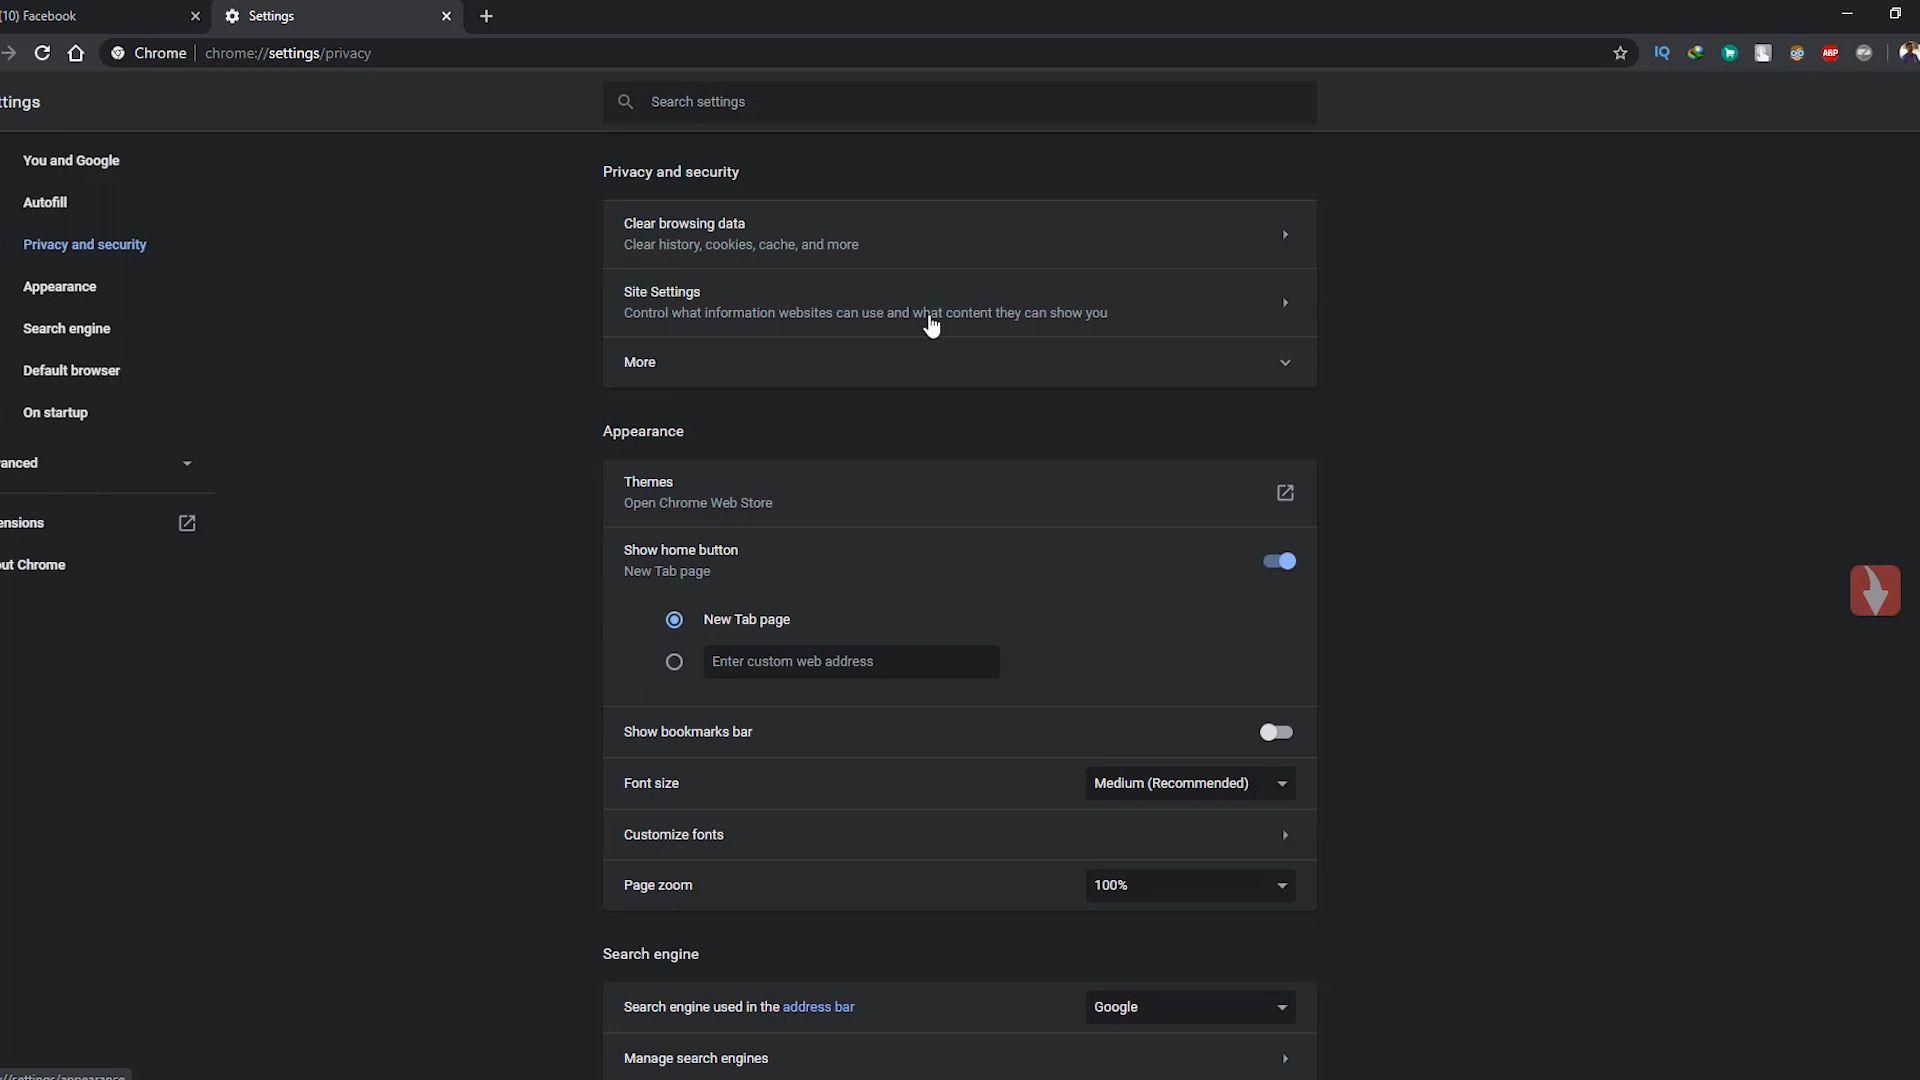 10) Facebook
Settings
Chrome
chrome://settings/privacy
IQ
ABP
ttings
Search settings
You and Google
Autofill
Privacy and security
Appearance
Search engine
Default browser
On startup
anced
ensions
out Chrome
Privacy and security
Clear browsing data
Clear history, cookies, cache, and more
Site Settings
Control what information websites can use and what content they can show you
More
Appearance
Themes
Open Chrome Web Store
Show home button
New Tab page
New Tab page
Enter custom web address
Show bookmarks bar
Font size
Medium (Recommended)
Customize fonts
Page zoom
100%
Search engine
Search engine used in the address bar
Google
Manage search engines
://settings/appearance